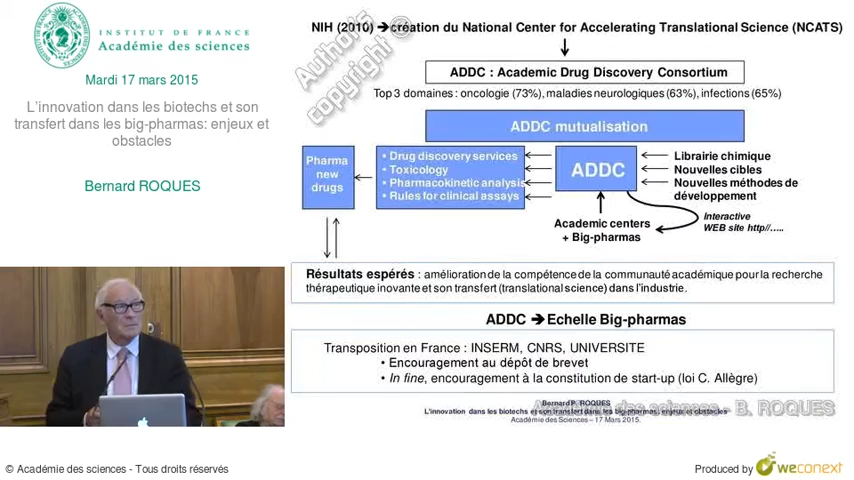 INSTITUT DE FRANCE
Académie des sciences
Mardi 17 mars 2015
L'innovation dans les biotechs et son
transfert dans les big-pharmas: enjeux et
obstacles
Bernard ROQUES
NIH (2010) ➔création du National Center for Accelerating Translational Science (NCATS)
Authors
copyright ©
ADDC : Academic Drug Discovery Consortium
Top 3 domaines : oncologie (73%), maladies neurologiques (63%), infections (65%)
ADDC mutualisation
Pharma
new
drugs
• Drug discovery services
• Toxicology
• Pharmacokinetic analysis
• Rules for clinical assays
ADDC
Librairie chimique
Nouvelles cibles
Nouvelles méthodes de
développement
Academic centers
+ Big-pharmas
Interactive
WEB site http//.....
Résultats espérés : amélioration de la compétence de la communauté académique pour la recherche
thérapeutique inovante et son transfert (translational science) dans l'industrie.
ADDC ➔ Echelle Big-pharmas
Transposition en France : INSERM, CNRS, UNIVERSITE
• Encouragement au dépôt de brevet
• In fine, encouragement à la constitution de start-up (loi C. Allègre)
Bernard P. ROQUES
L'innovation dans les biotechs et son transfert dans les big-pharmas: enjeux et obstacles
Académie des Sciences – 17 Mars 2015.
Académie des sciences - B. ROQUES
© Académie des sciences - Tous droits réservés
Produced by weconext